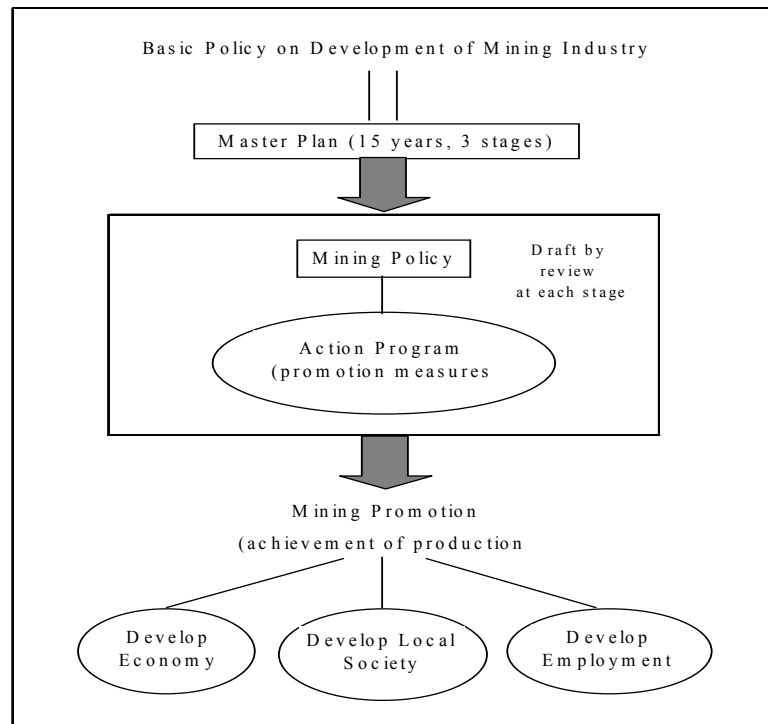 Basic Policy on Development of Mining Industry
Master Plan (15 years, 3 stages)
Mining Policy
Draft by
review
at each stage
Action Program
(promotion measures
Mining Promotion
(achievement of production
Develop
Economy
Develop Local
Society
Develop
Employment